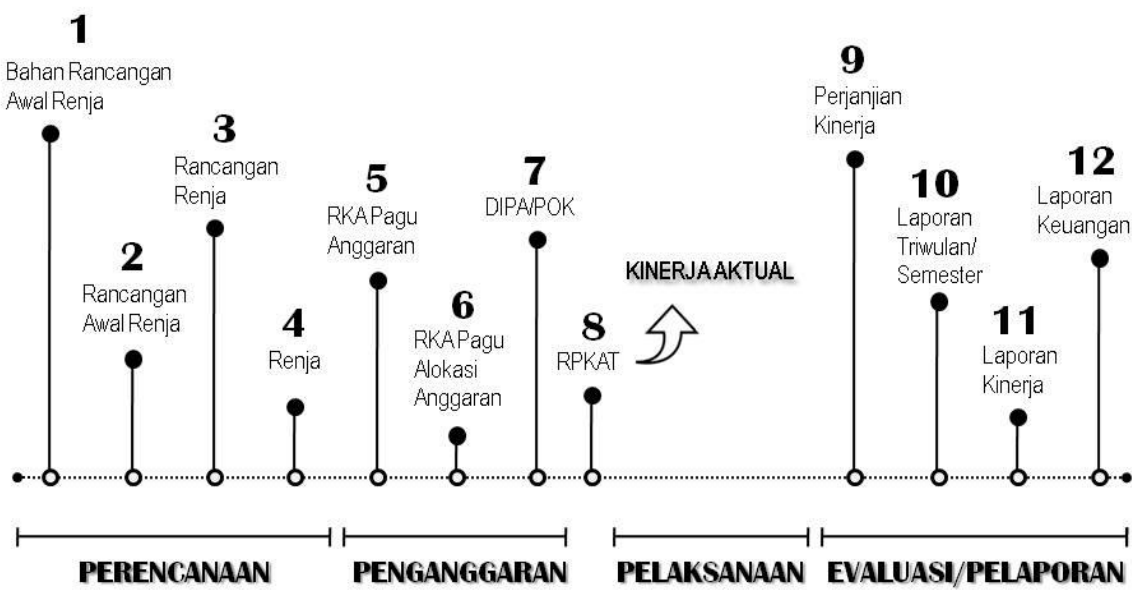 1
Bahan Rancangan
Awal Renja
2
Rancangan
Awal Renja
3
Rancangan
Renja
4
Renja
5
RKA Pagu
Anggaran
6
RKA Pagu
Alokasi
Anggaran
7
DIPA/POK
8
RPKAT
KINERJA AKTUAL
9
Perjanjian
Kinerja
10
Laporan
Triwulan/
Semester
11
Laporan
Kinerja
12
Laporan
Keuangan
PERENCANAAN
PENGANGGARAN
PELAKSANAAN
EVALUASI/PELAPORAN